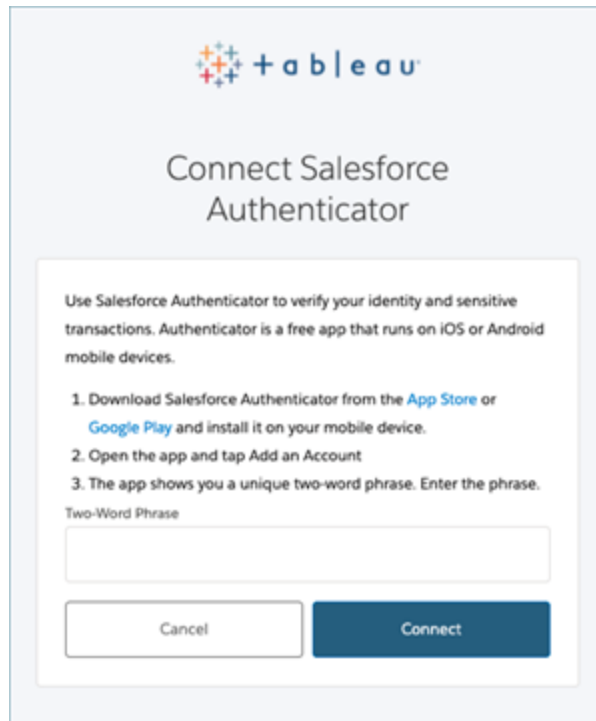 +ableau
Connect Salesforce
Authenticator
Use Salesforce Authenticator to verify your identity and sensitive
transactions. Authenticator is a free app that runs on iOS or Android
mobile devices.
1. Download Salesforce Authenticator from the App Store or
Google Play and install it on your mobile device.
2. Open the app and tap Add an Account
3. The app shows you a unique two-word phrase. Enter the phrase.
Two-Word Phrase
Cancel
Connect